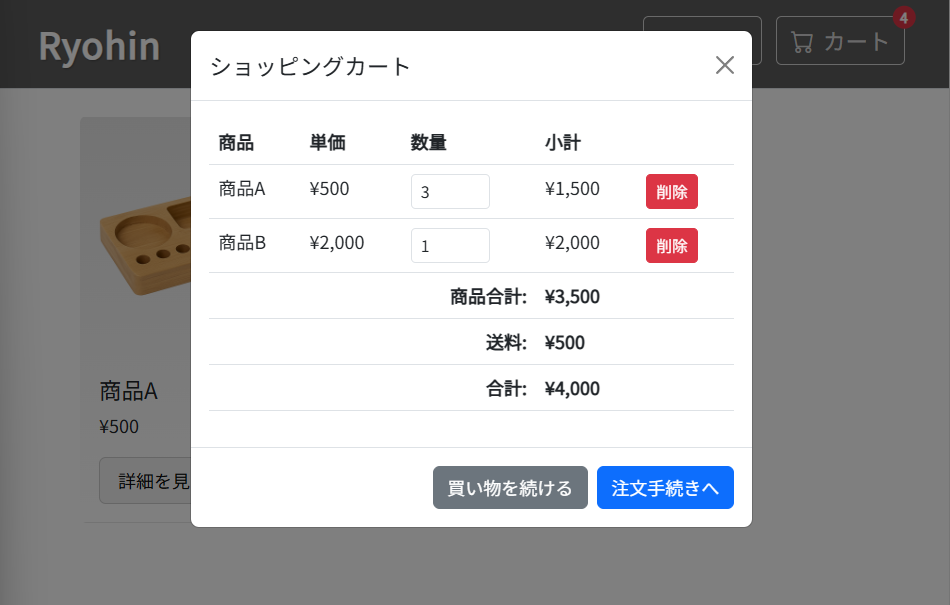 Ryohin
カート
4
ショッピングカート
商品 単価 数量 小計
商品A ¥500 3 ¥1,500 削除
商品B ¥2,000 1 ¥2,000 削除
商品合計: ¥3,500
送料: ¥500
合計: ¥4,000
買い物を続ける 注文手続きへ
商品A
¥500
詳細を見